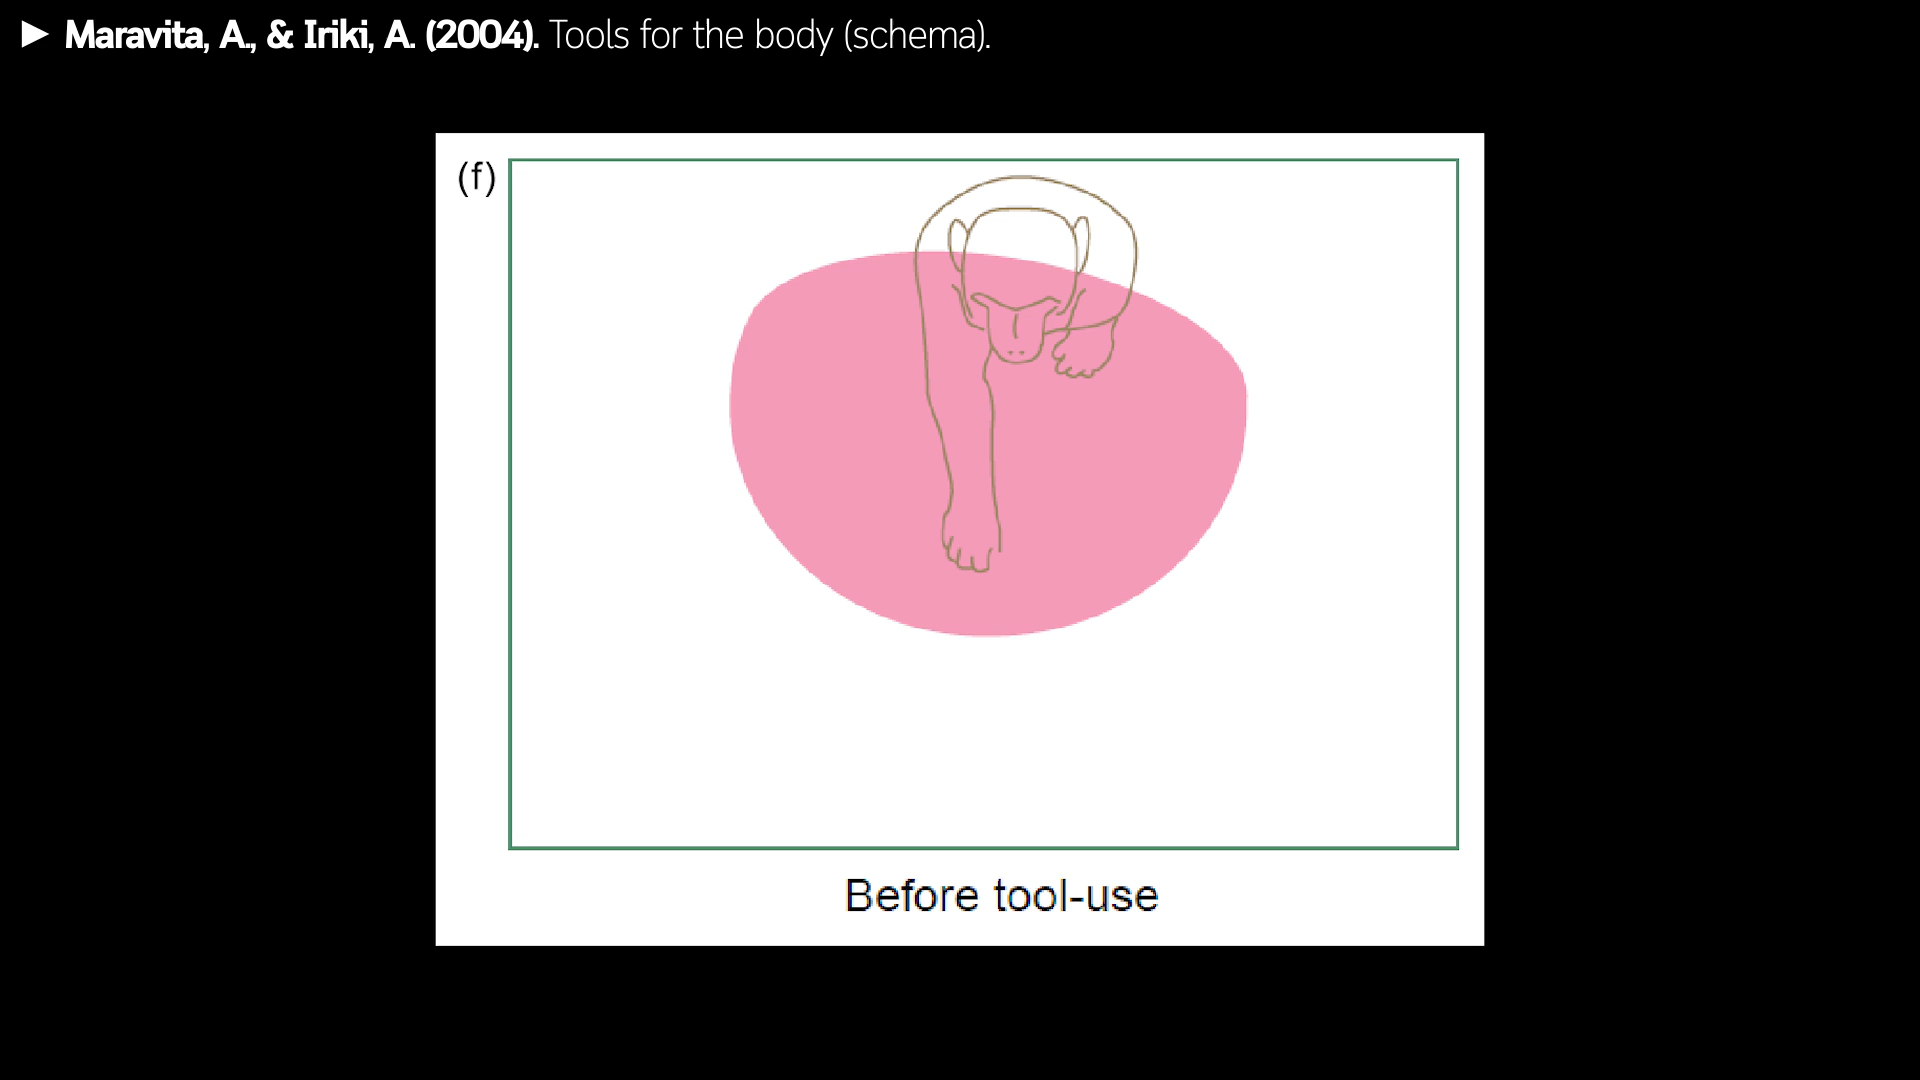 ► Maravita, A., & Iriki, A. (2004). Tools for the body (schema).
(f)
Before tool-use